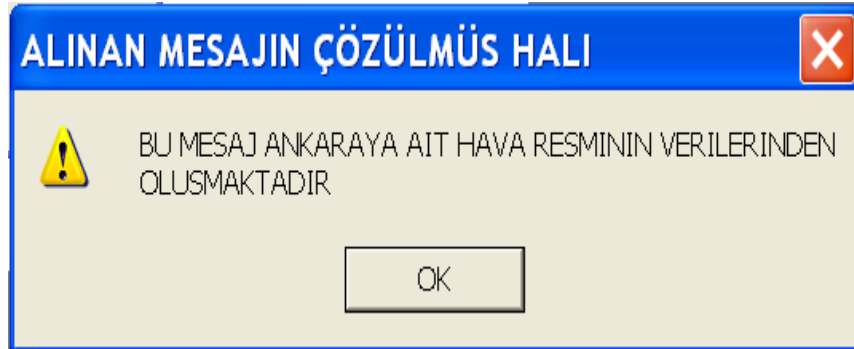 ALINAN MESAJIN ÇÖZÜLMÜS HALI
BU MESAJ ANKARAYA AIT HAVA RESMININ VERILERINDEN
OLUSMAKTADIR
OK